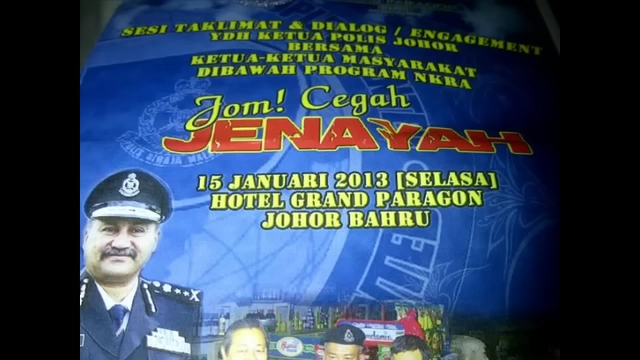 SESI TAKLIMAT & DIALOG / ENGAGEMENT
YDH KETUA POLIS JOHOR
BERSAMA
KETUA-KETUA MASYARAKAT
DIBAWAH PROGRAM NKRA
Jom! Cegah
JENAYAH
15 JANUARI 2013 [SELASA]
HOTEL GRAND PARAGON
JOHOR BAHRU